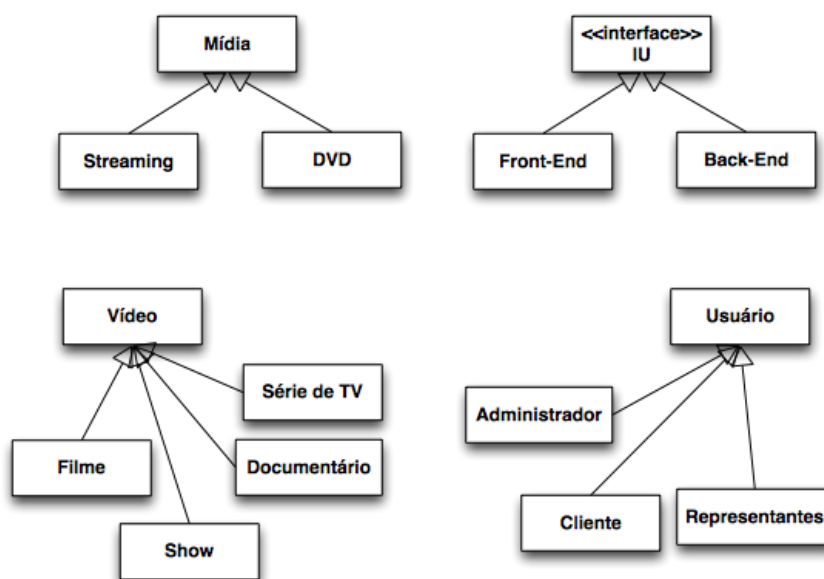 Mídia
Streaming
DVD
<<interface>>
IU
Front-End
Back-End
Vídeo
Série de TV
Filme
Documentário
Show
Usuário
Administrador
Cliente
Representantes